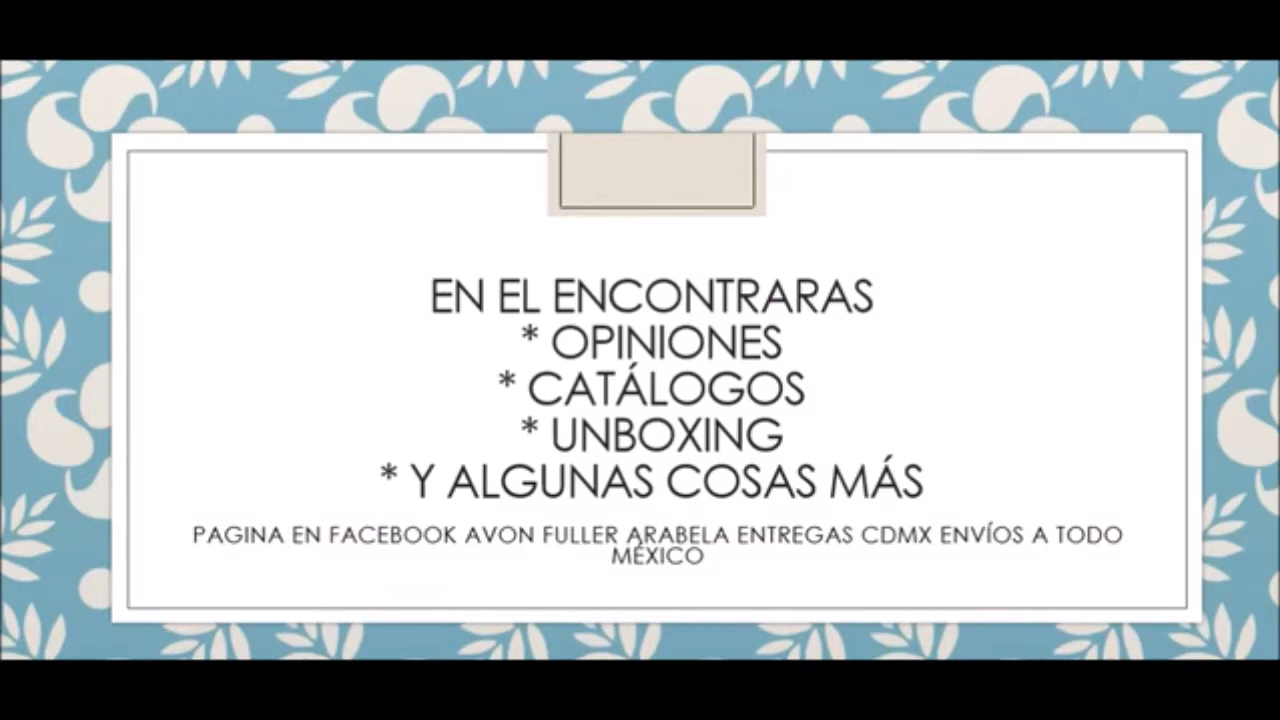 EN EL ENCONTRARAS
* OPINIONES
* CATÁLOGOS
* UNBOXING
* Y ALGUNAS COSAS MÁS
PAGINA EN FACEBOOK AVON FULLER ARABELA ENTREGAS CDMX ENVÍOS A TODO
MÉXICO